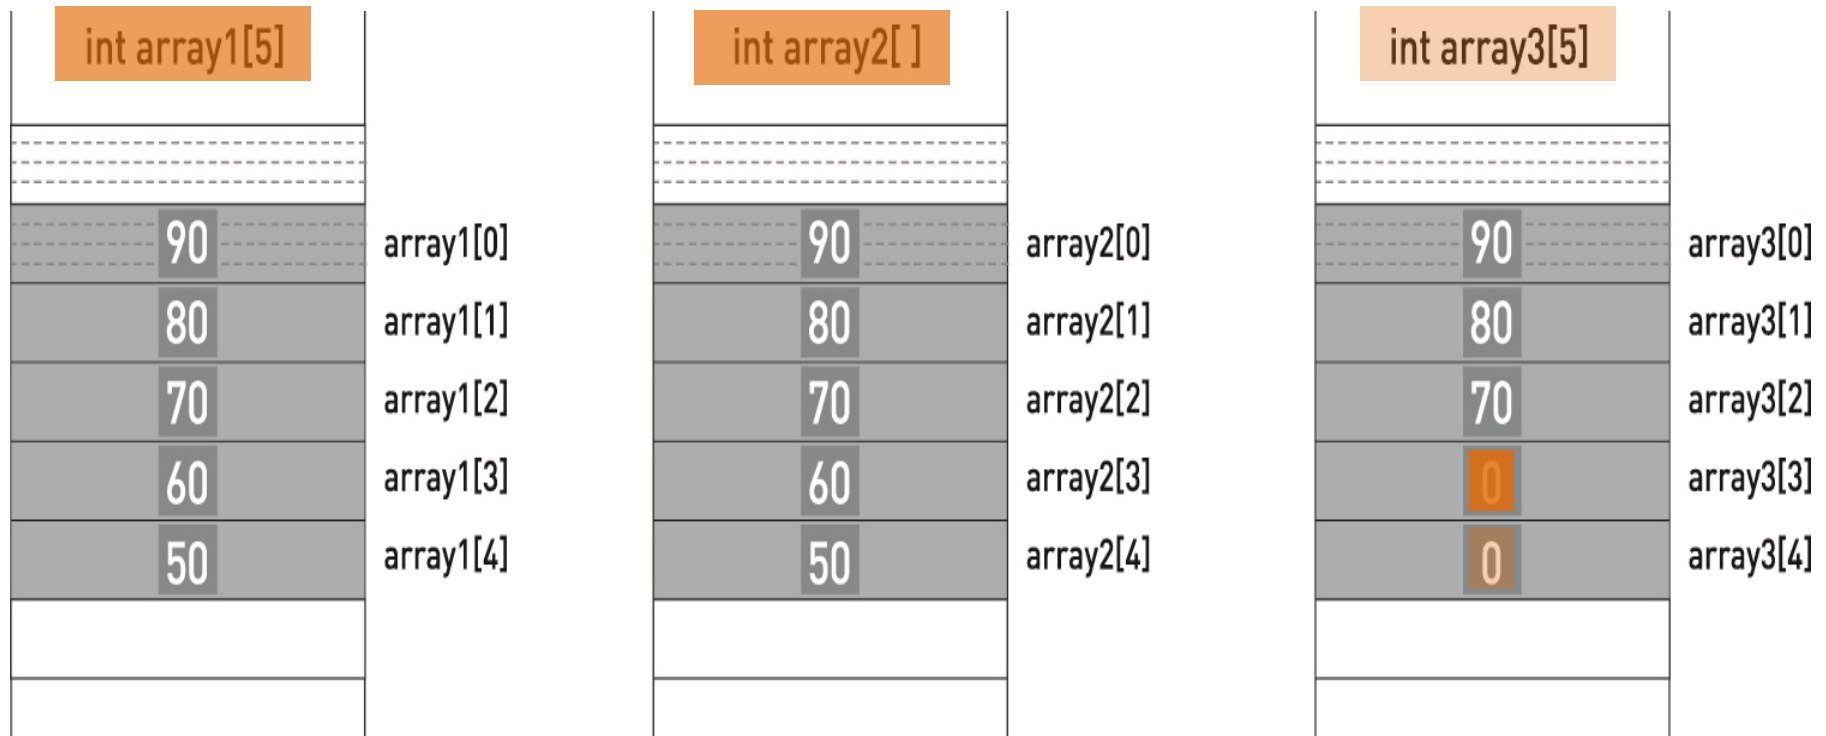 int array1[5]
90 array1[0]
80 array1[1]
70 array1[2]
60 array1[3]
50 array1[4]
int array2[ ]
90 array2[0]
80 array2[1]
70 array2[2]
60 array2[3]
50 array2[4]
int array3[5]
90 array3[0]
80 array3[1]
70 array3[2]
0 array3[3]
0 array3[4]